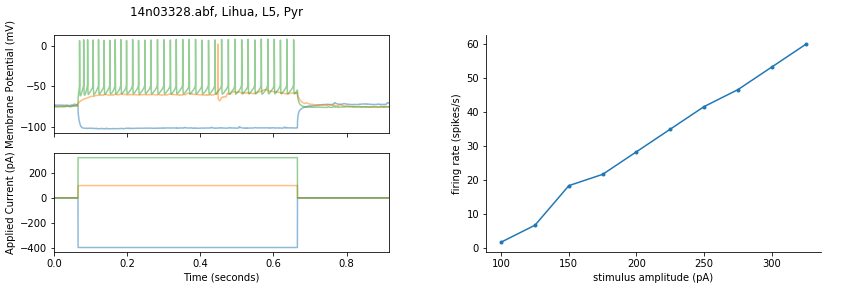 14n03328.abf, Lihua, L5, Pyr
Membrane Potential (mV)
0
−50
−100
Applied Current (pA)
200
0
−200
−400
0.0 0.2 0.4 0.6 0.8
Time (seconds)
firing rate (spikes/s)
60
50
40
30
20
10
0
100 150 200 250 300
stimulus amplitude (pA)